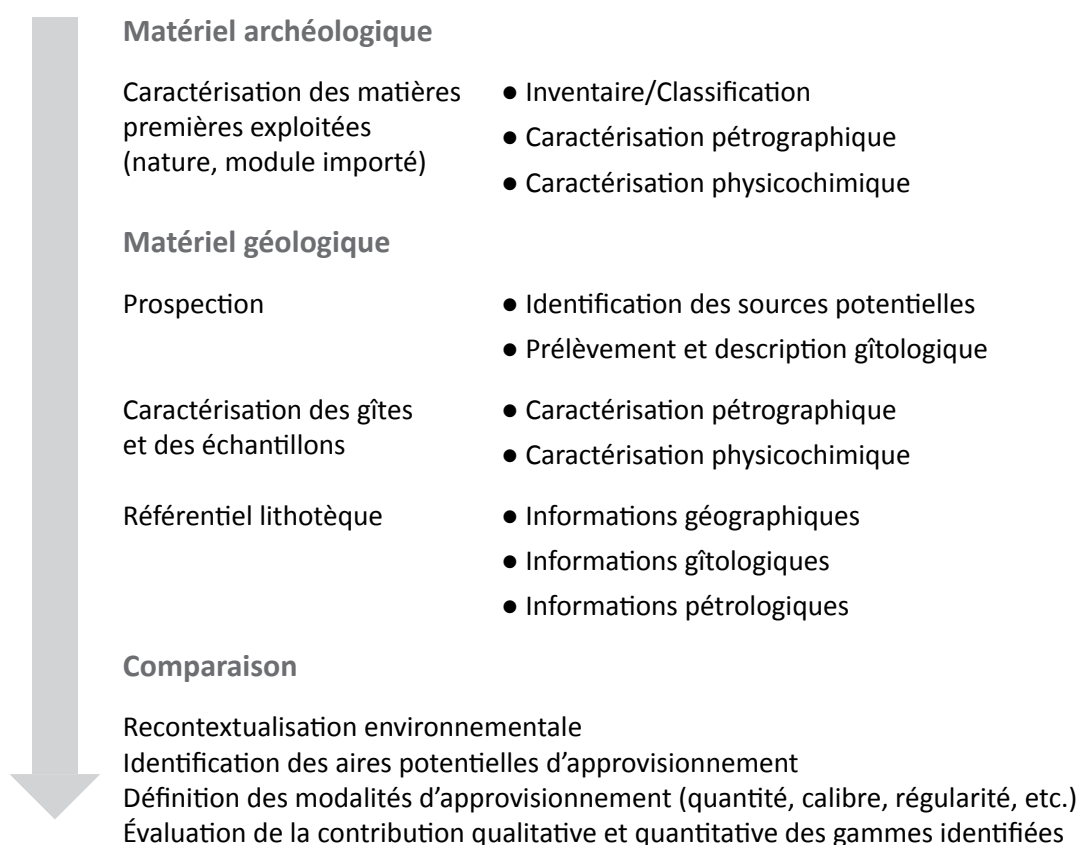 Matériel archéologique
Caractérisation des matières
premières exploitées
(nature, module importé)
● Inventaire/Classification
● Caractérisation pétrographique
● Caractérisation physicochimique
Matériel géologique
Prospection
● Identification des sources potentielles
● Prélèvement et description gîtologique
Caractérisation des gîtes
et des échantillons
● Caractérisation pétrographique
● Caractérisation physicochimique
Référentiel lithotèque
● Informations géographiques
● Informations gîtologiques
● Informations pétrologiques
Comparaison
Recontextualisation environnementale
Identification des aires potentielles d’approvisionnement
Définition des modalités d’approvisionnement (quantité, calibre, régularité, etc.)
Évaluation de la contribution qualitative et quantitative des gammes identifiées